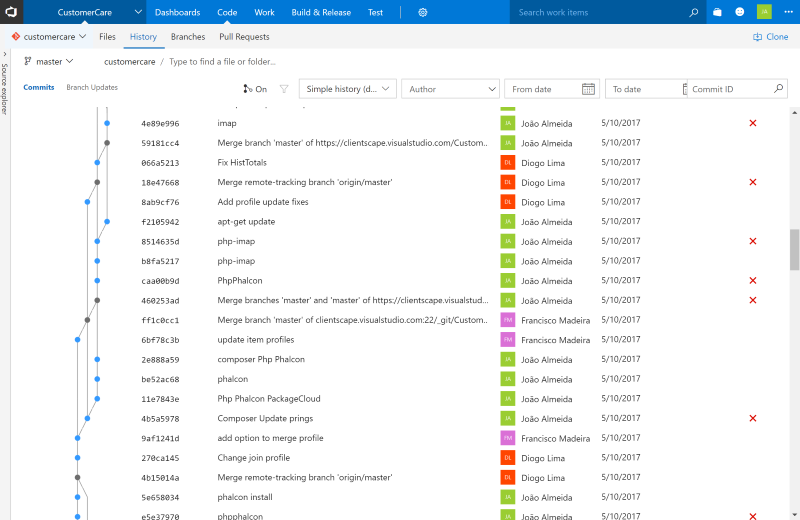 CustomerCare Dashboards Code Work Build & Release Test Search work items JA
customercare Files History Branches Pull Requests Clone
Source explorer
master customercare / Type to find a file or folder...
Commits Branch Updates On Simple history (d... Author From date To date Commit ID
4e89e996 imap JA João Almeida 5/10/2017
59181cc4 Merge branch 'master' of https://clientscape.visualstudio.com/Custom.. JA João Almeida 5/10/2017
066a5213 Fix HistTotals DL Diogo Lima 5/10/2017
18e47668 Merge remote-tracking branch 'origin/master' DL Diogo Lima 5/10/2017
8ab9cf76 Add profile update fixes DL Diogo Lima 5/10/2017
f2105942 apt-get update JA João Almeida 5/10/2017
8514635d php-imap JA João Almeida 5/10/2017
b8fa5217 php-imap JA João Almeida 5/10/2017
caa00b9d PhpPhalcon JA João Almeida 5/10/2017
460253ad Merge branches 'master' and 'master' of https://clientscape.visualstud... JA João Almeida 5/10/2017
ff1c0cc1 Merge branch 'master' of clientscape.visualstudio.com:22/_git/Custom.. FM Francisco Madeira 5/10/2017
6bf78c3b update item profiles FM Francisco Madeira 5/10/2017
2e888a59 composer Php Phalcon JA João Almeida 5/10/2017
be52ac68 phalcon JA João Almeida 5/10/2017
11e7843e Php Phalcon PackageCloud JA João Almeida 5/10/2017
4b5a5978 Composer Update prings JA João Almeida 5/10/2017
9af1241d add option to merge profile FM Francisco Madeira 5/10/2017
270ca145 Change join profile DL Diogo Lima 5/10/2017
4b15014a Merge remote-tracking branch 'origin/master' DL Diogo Lima 5/10/2017
5e658034 phalcon install JA João Almeida 5/10/2017
e5e37970 phpphalcon JA João Almeida 5/10/2017